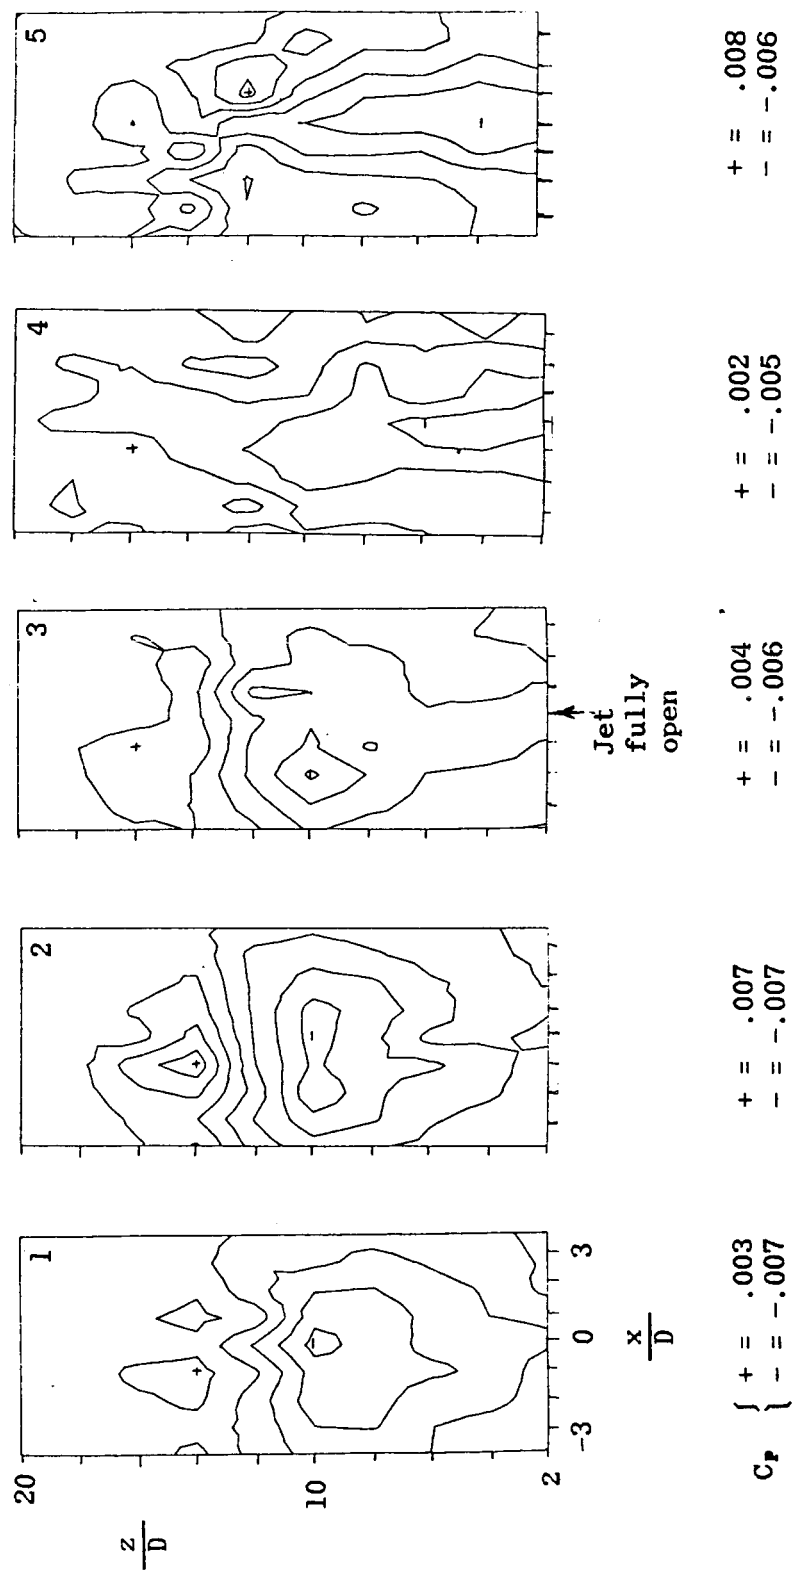 1
2
3
4
5
z/D
20
10
2
-3 0 3
x/D
Jet
fully
open
C_P { + = .003
- = -.007
+ = .007
- = -.007
+ = .004
- = -.006
+ = .002
- = -.005
+ = .008
- = -.006